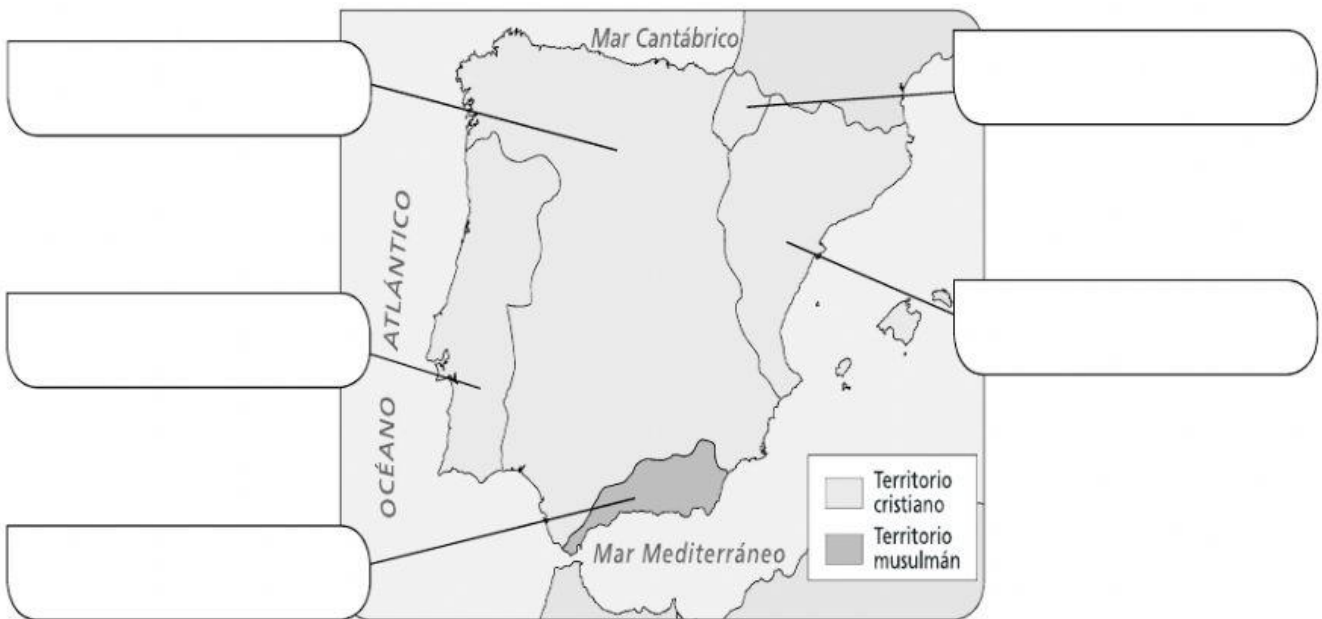 Mar Cantábrico
OCÉANO ATLÁNTICO
Territorio
cristiano
Territorio
musulmán
Mar Mediterráneo